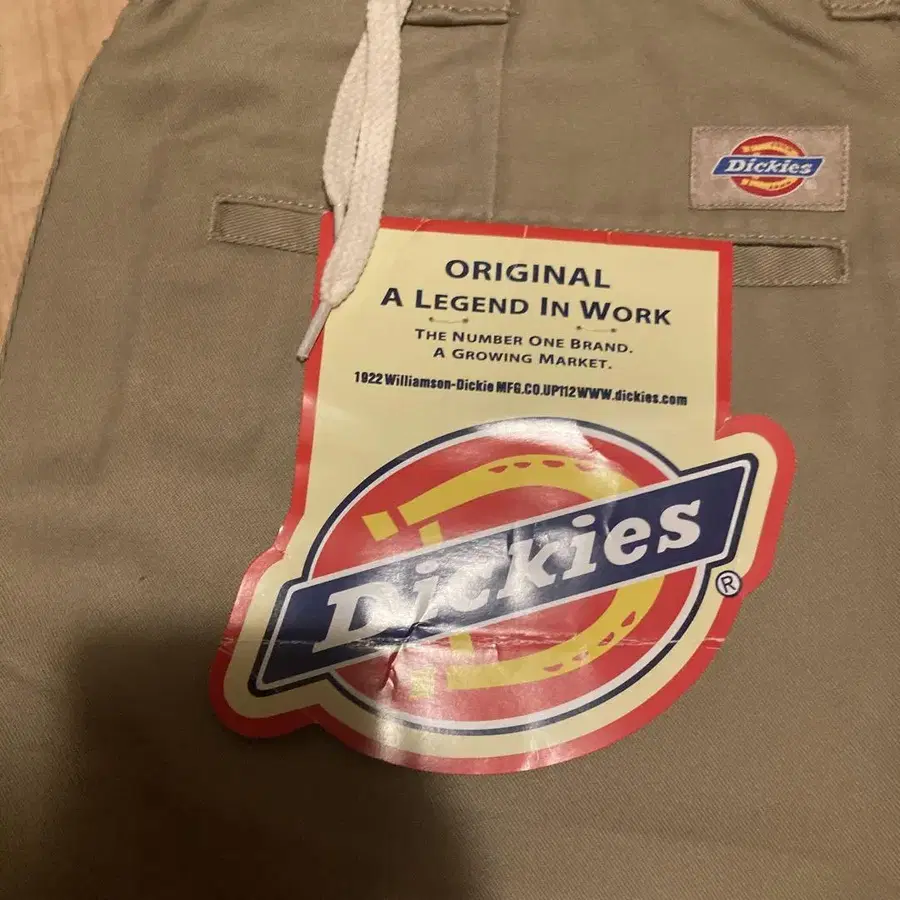 Dickies
ORIGINAL
A LEGEND IN WORK
THE NUMBER ONE BRAND.
A GROWING MARKET.
1922 Williamson-Dickie MFG.CO.UP112 WWW.dickies.com
Dickies
®